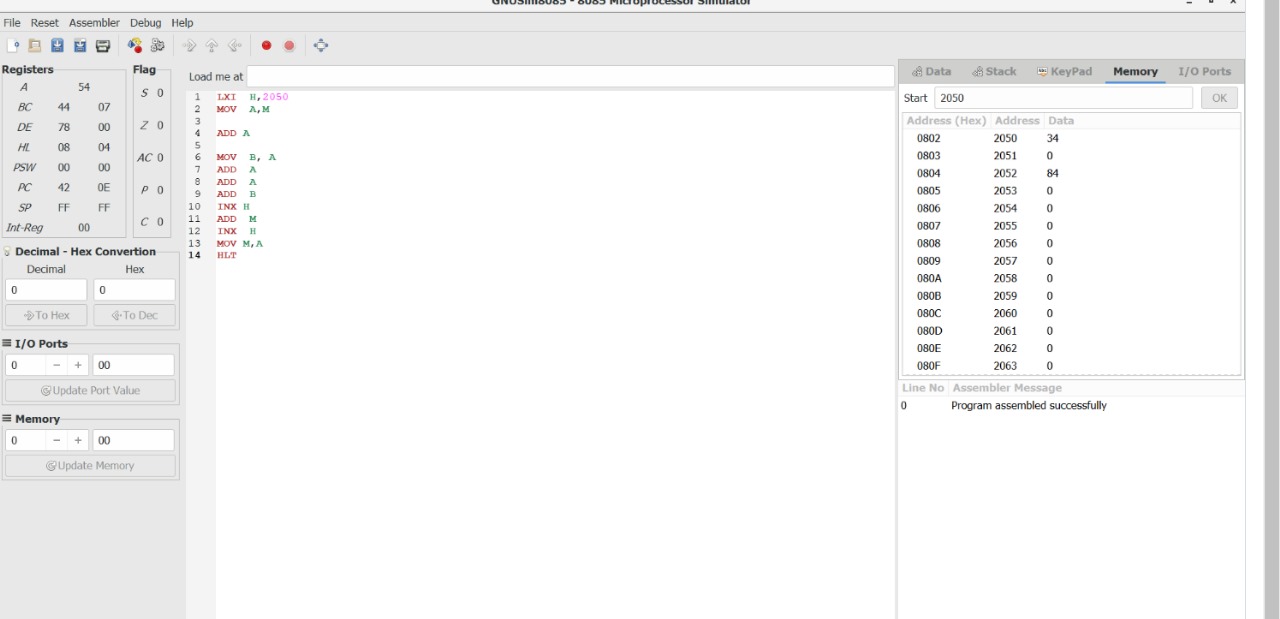 GNUSim8085 - 8085 Microprocessor Simulator
File Reset Assembler Debug Help
Registers
A 54
BC 44 07
DE 78 00
HL 08 04
PSW 00 00
PC 42 0E
SP FF FF
Int-Reg 00
Flag
S 0
Z 0
AC 0
P 0
C 0
Decimal - Hex Convertion
Decimal Hex
0 0
To Hex To Dec
I/O Ports
0 − + 00
Update Port Value
Memory
0 − + 00
Update Memory
Load me at
1 LXI H,2050
2 MOV A,M
3
4 ADD A
5
6 MOV B, A
7 ADD A
8 ADD A
9 ADD B
10 INX H
11 ADD M
12 INX H
13 MOV M,A
14 HLT
Data Stack KeyPad Memory I/O Ports
Start 2050 OK
Address (Hex) Address Data
0802 2050 34
0803 2051 0
0804 2052 84
0805 2053 0
0806 2054 0
0807 2055 0
0808 2056 0
0809 2057 0
080A 2058 0
080B 2059 0
080C 2060 0
080D 2061 0
080E 2062 0
080F 2063 0
Line No Assembler Message
0 Program assembled successfully